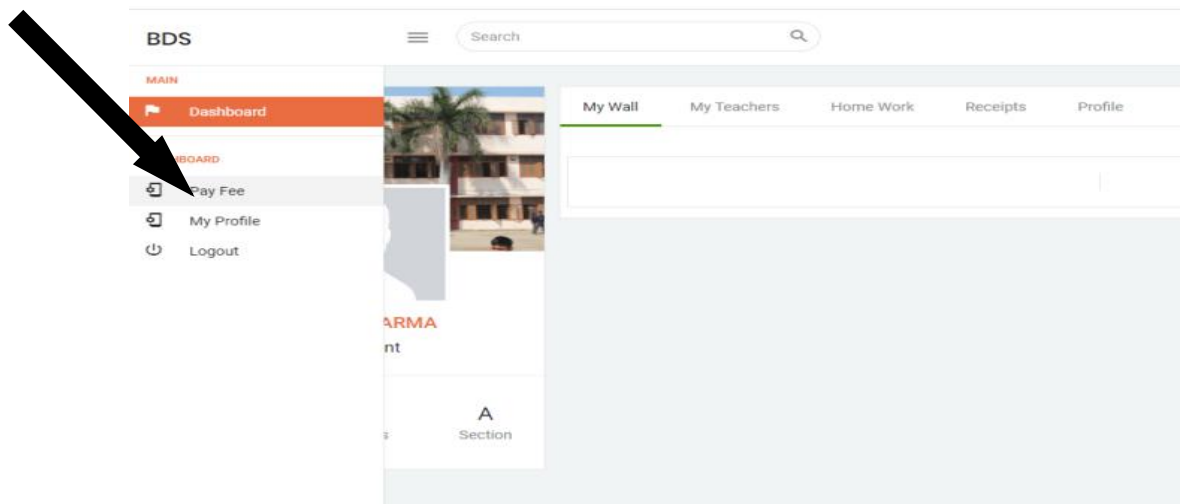 BDS
Search
MAIN
Dashboard
BOARD
Pay Fee
My Profile
Logout
My Wall My Teachers Home Work Receipts Profile
ARMA
nt
A
Section